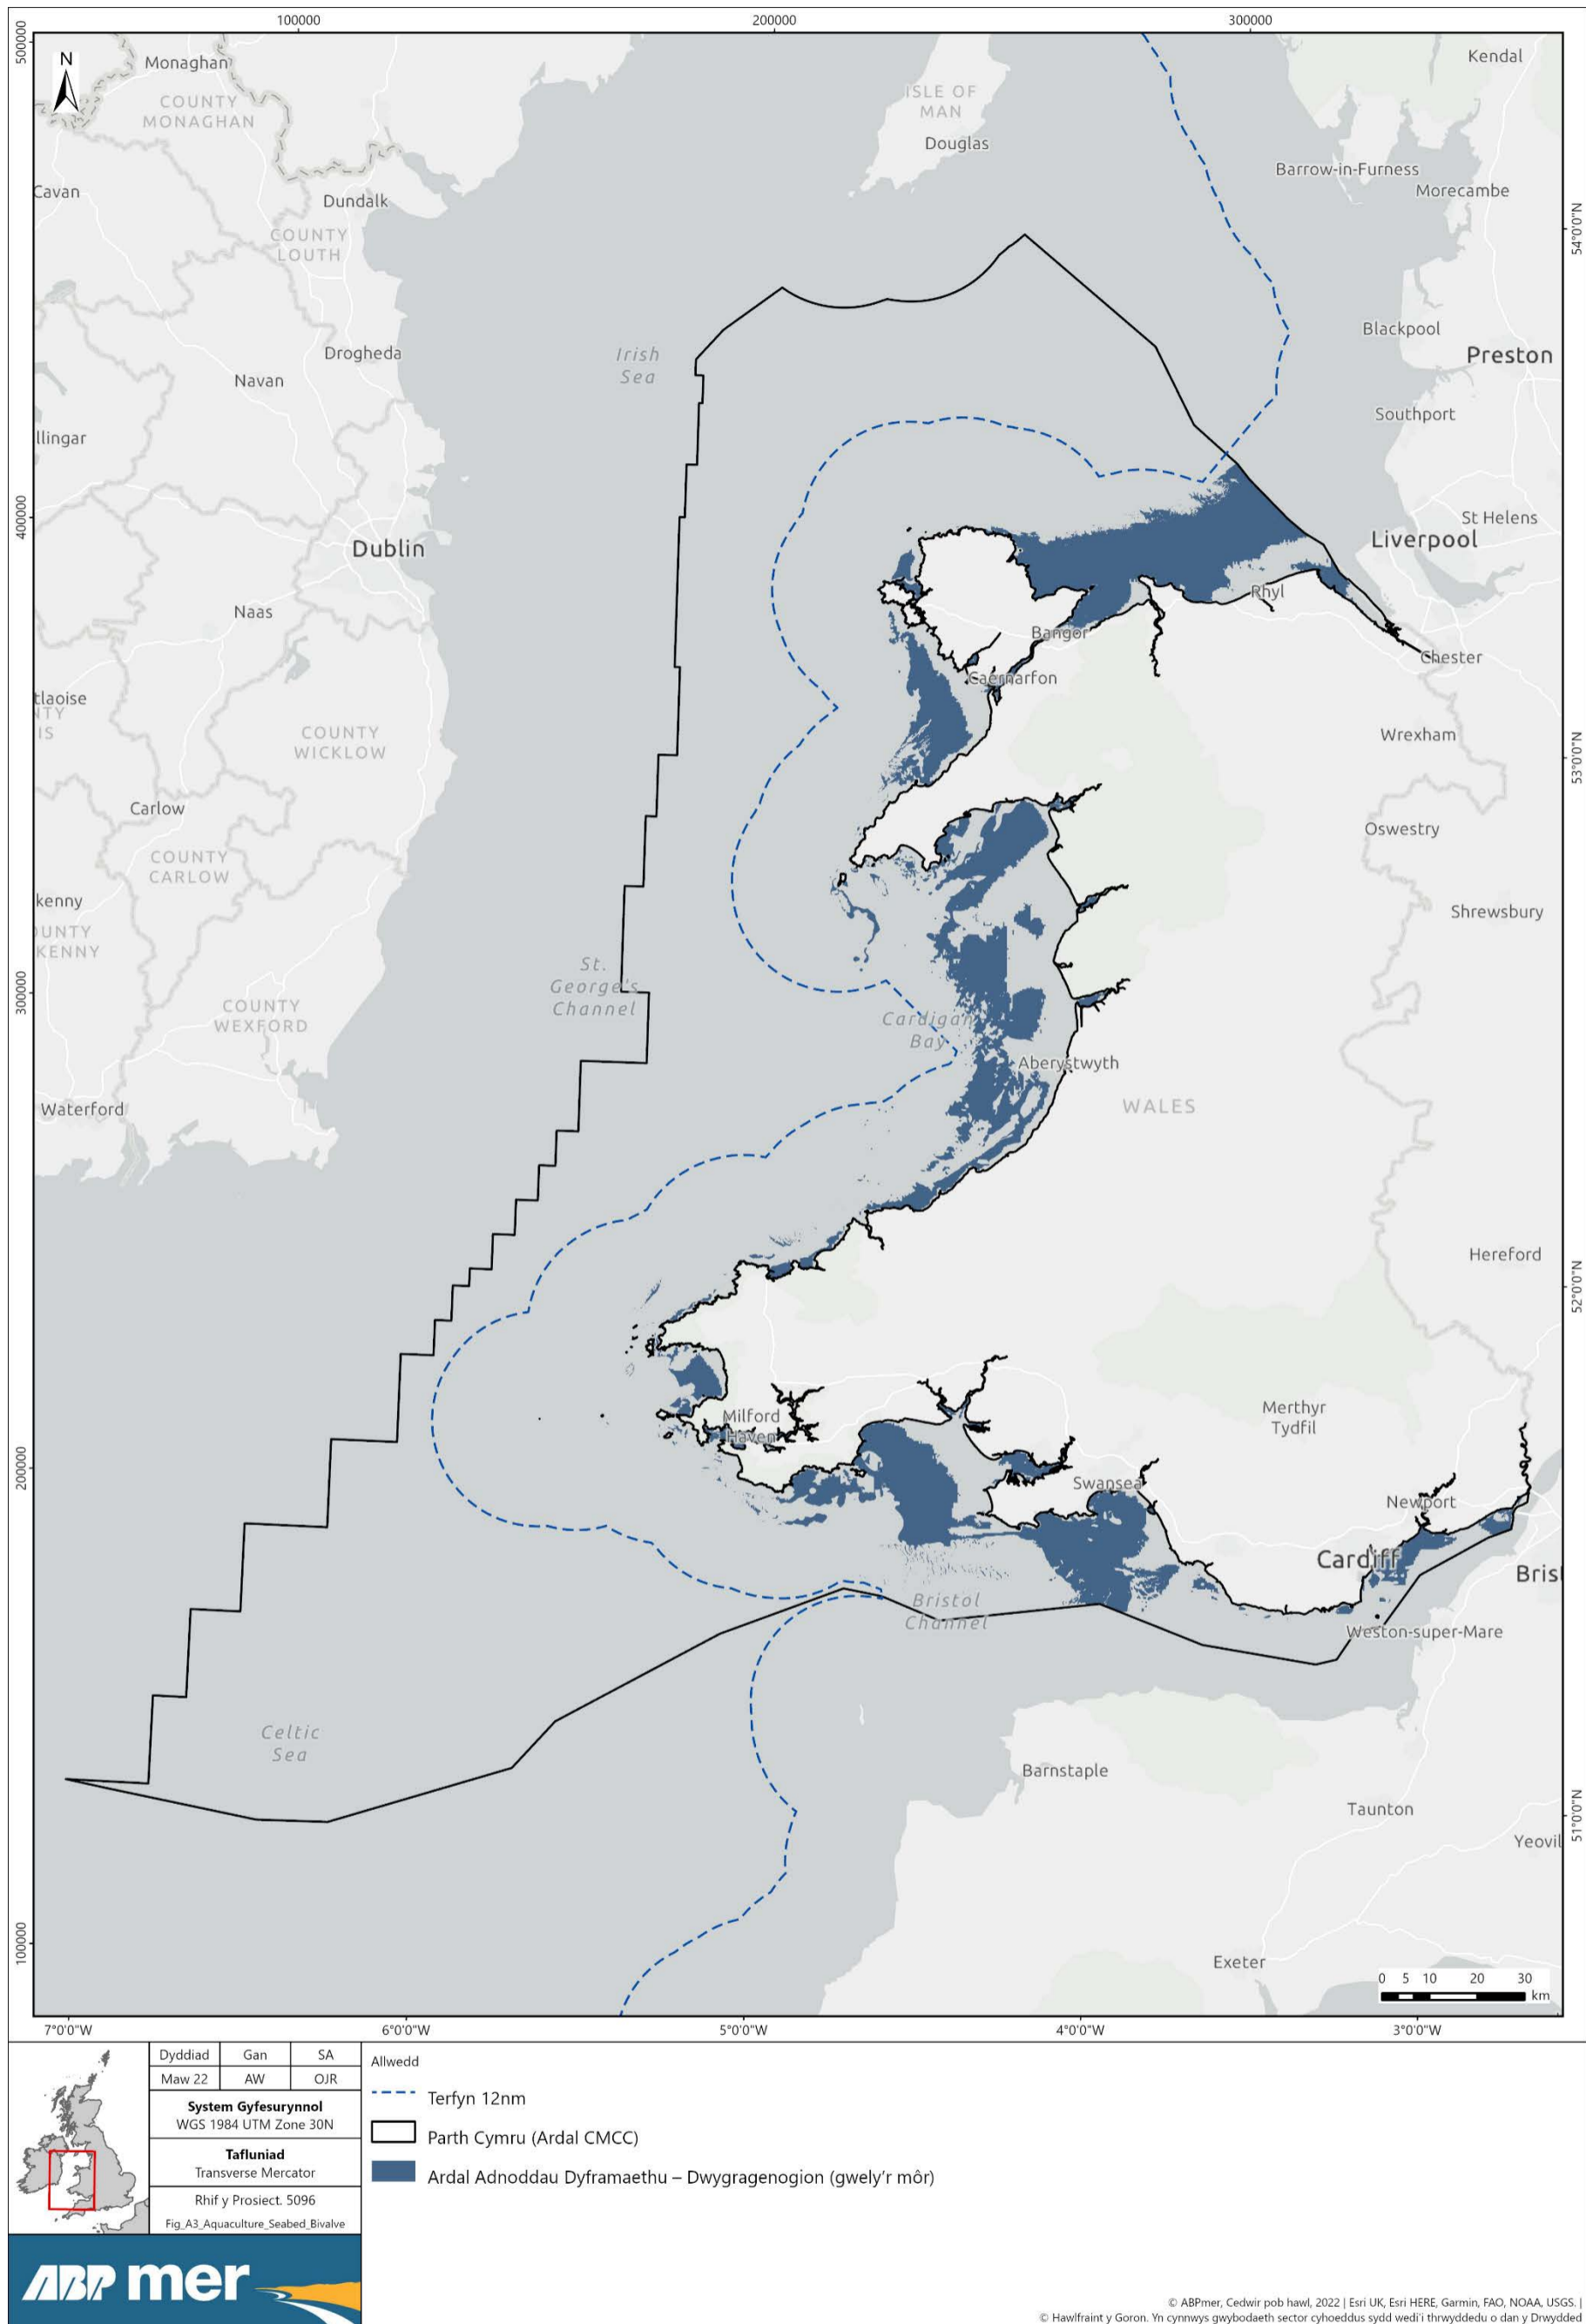 100000 200000 300000
500000
400000
300000
200000
100000
54°0'0"N
53°0'0"N
52°0'0"N
51°0'0"N
N
Monaghan
COUNTY
MONAGHAN
ISLE OF
MAN
Douglas
Kendal
Barrow-in-Furness
Morecambe
Cavan
Dundalk
COUNTY
LOUTH
Blackpool
Preston
Irish
Sea
Drogheda
Navan
Southport
llingar
St Helens
Liverpool
Dublin
Naas
Rhyl
Bangor
Chester
Caernarfon
tlaoise
NTY
IS
COUNTY
WICKLOW
Wrexham
Carlow
Oswestry
COUNTY
CARLOW
kenny
OUNTY
KENNY
Shrewsbury
St.
George's
Channel
COUNTY
WEXFORD
Cardigan
Bay
Aberystwyth
Waterford
WALES
Hereford
Milford
Haven
Merthyr
Tydfil
Swansea
Newport
Cardiff
Brist
Bristol
Channel
Weston-super-Mare
Celtic
Sea
Barnstaple
Taunton
Yeovil
Exeter
0 5 10 20 30
km
7°0'0"W 6°0'0"W 5°0'0"W 4°0'0"W 3°0'0"W
Dyddiad Gan SA
Maw 22 AW OJR
System Gyfesurynnol
WGS 1984 UTM Zone 30N
Tafluniad
Transverse Mercator
Rhif y Prosiect. 5096
Fig_A3_Aquaculture_Seabed_Bivalve
ABPmer
Allwedd
Terfyn 12nm
Parth Cymru (Ardal CMCC)
Ardal Adnoddau Dyframaethu – Dwygragenogion (gwely'r môr)
© ABPmer, Cedwir pob hawl, 2022 | Esri UK, Esri HERE, Garmin, FAO, NOAA, USGS. |
© Hawlfraint y Goron. Yn cynnwys gwybodaeth sector cyhoeddus sydd wedi'i thrwyddedu o dan y Drwydded